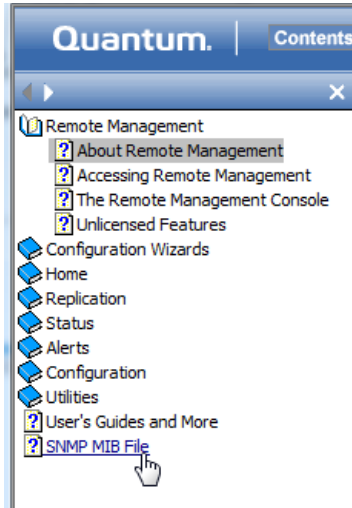 Quantum.
Contents
Remote Management
About Remote Management
Accessing Remote Management
The Remote Management Console
Unlicensed Features
Configuration Wizards
Home
Replication
Status
Alerts
Configuration
Utilities
User's Guides and More
SNMP MIB File